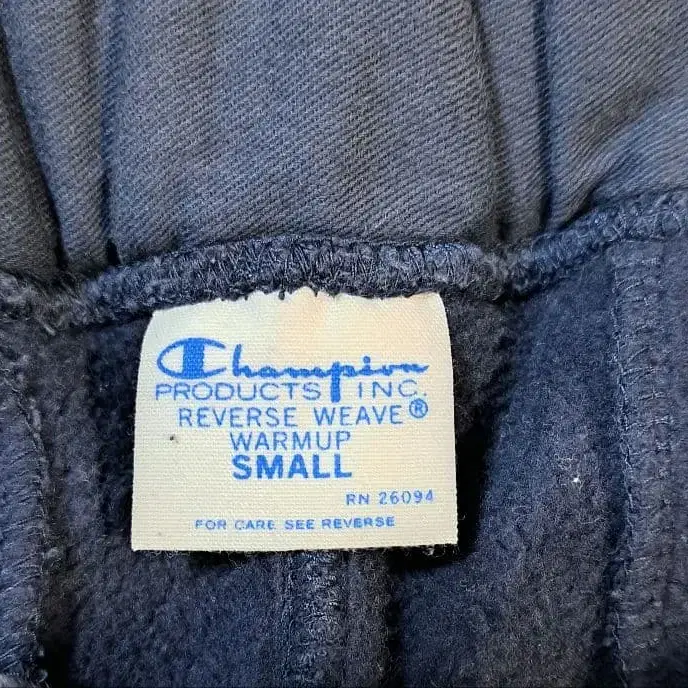 Champion
PRODUCTS INC.
REVERSE WEAVE®
WARMUP
SMALL
RN 26094
FOR CARE SEE REVERSE